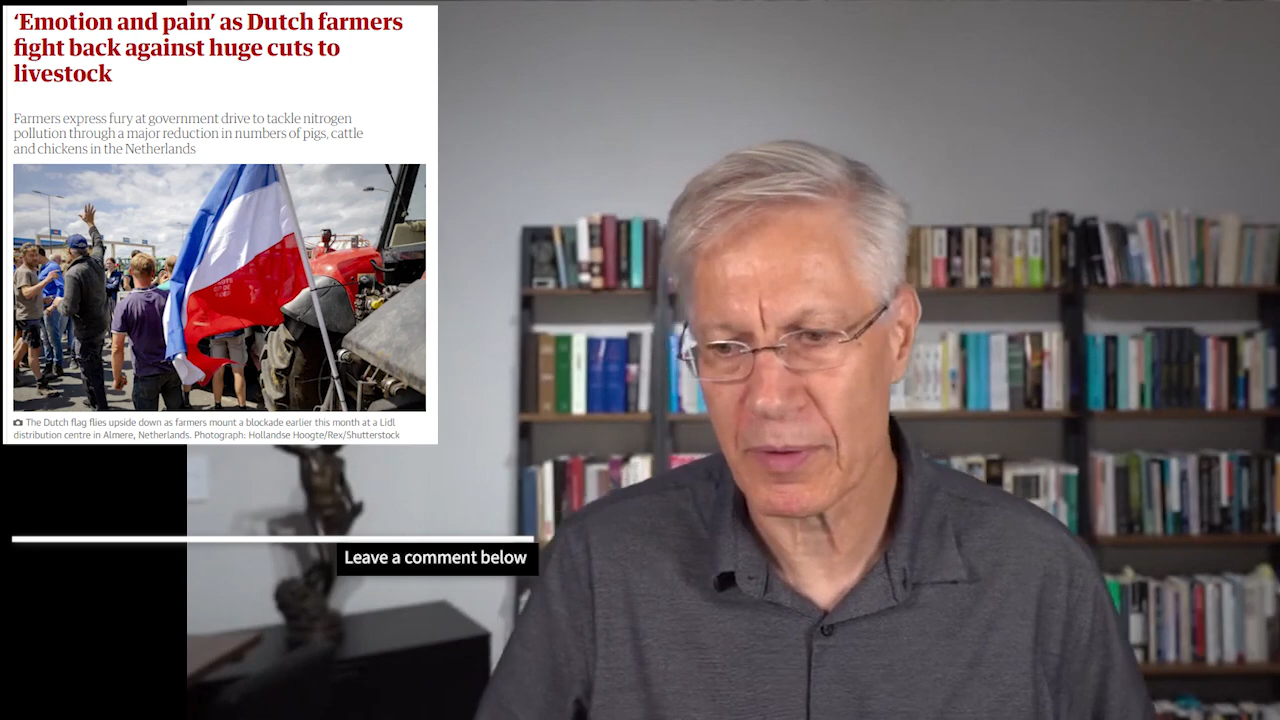 ‘Emotion and pain’ as Dutch farmers
fight back against huge cuts to
livestock
Farmers express fury at government drive to tackle nitrogen
pollution through a major reduction in numbers of pigs, cattle
and chickens in the Netherlands
The Dutch flag flies upside down as farmers mount a blockade earlier this month at a Lidl
distribution centre in Almere, Netherlands. Photograph: Hollandse Hoogte/Rex/Shutterstock
Leave a comment below